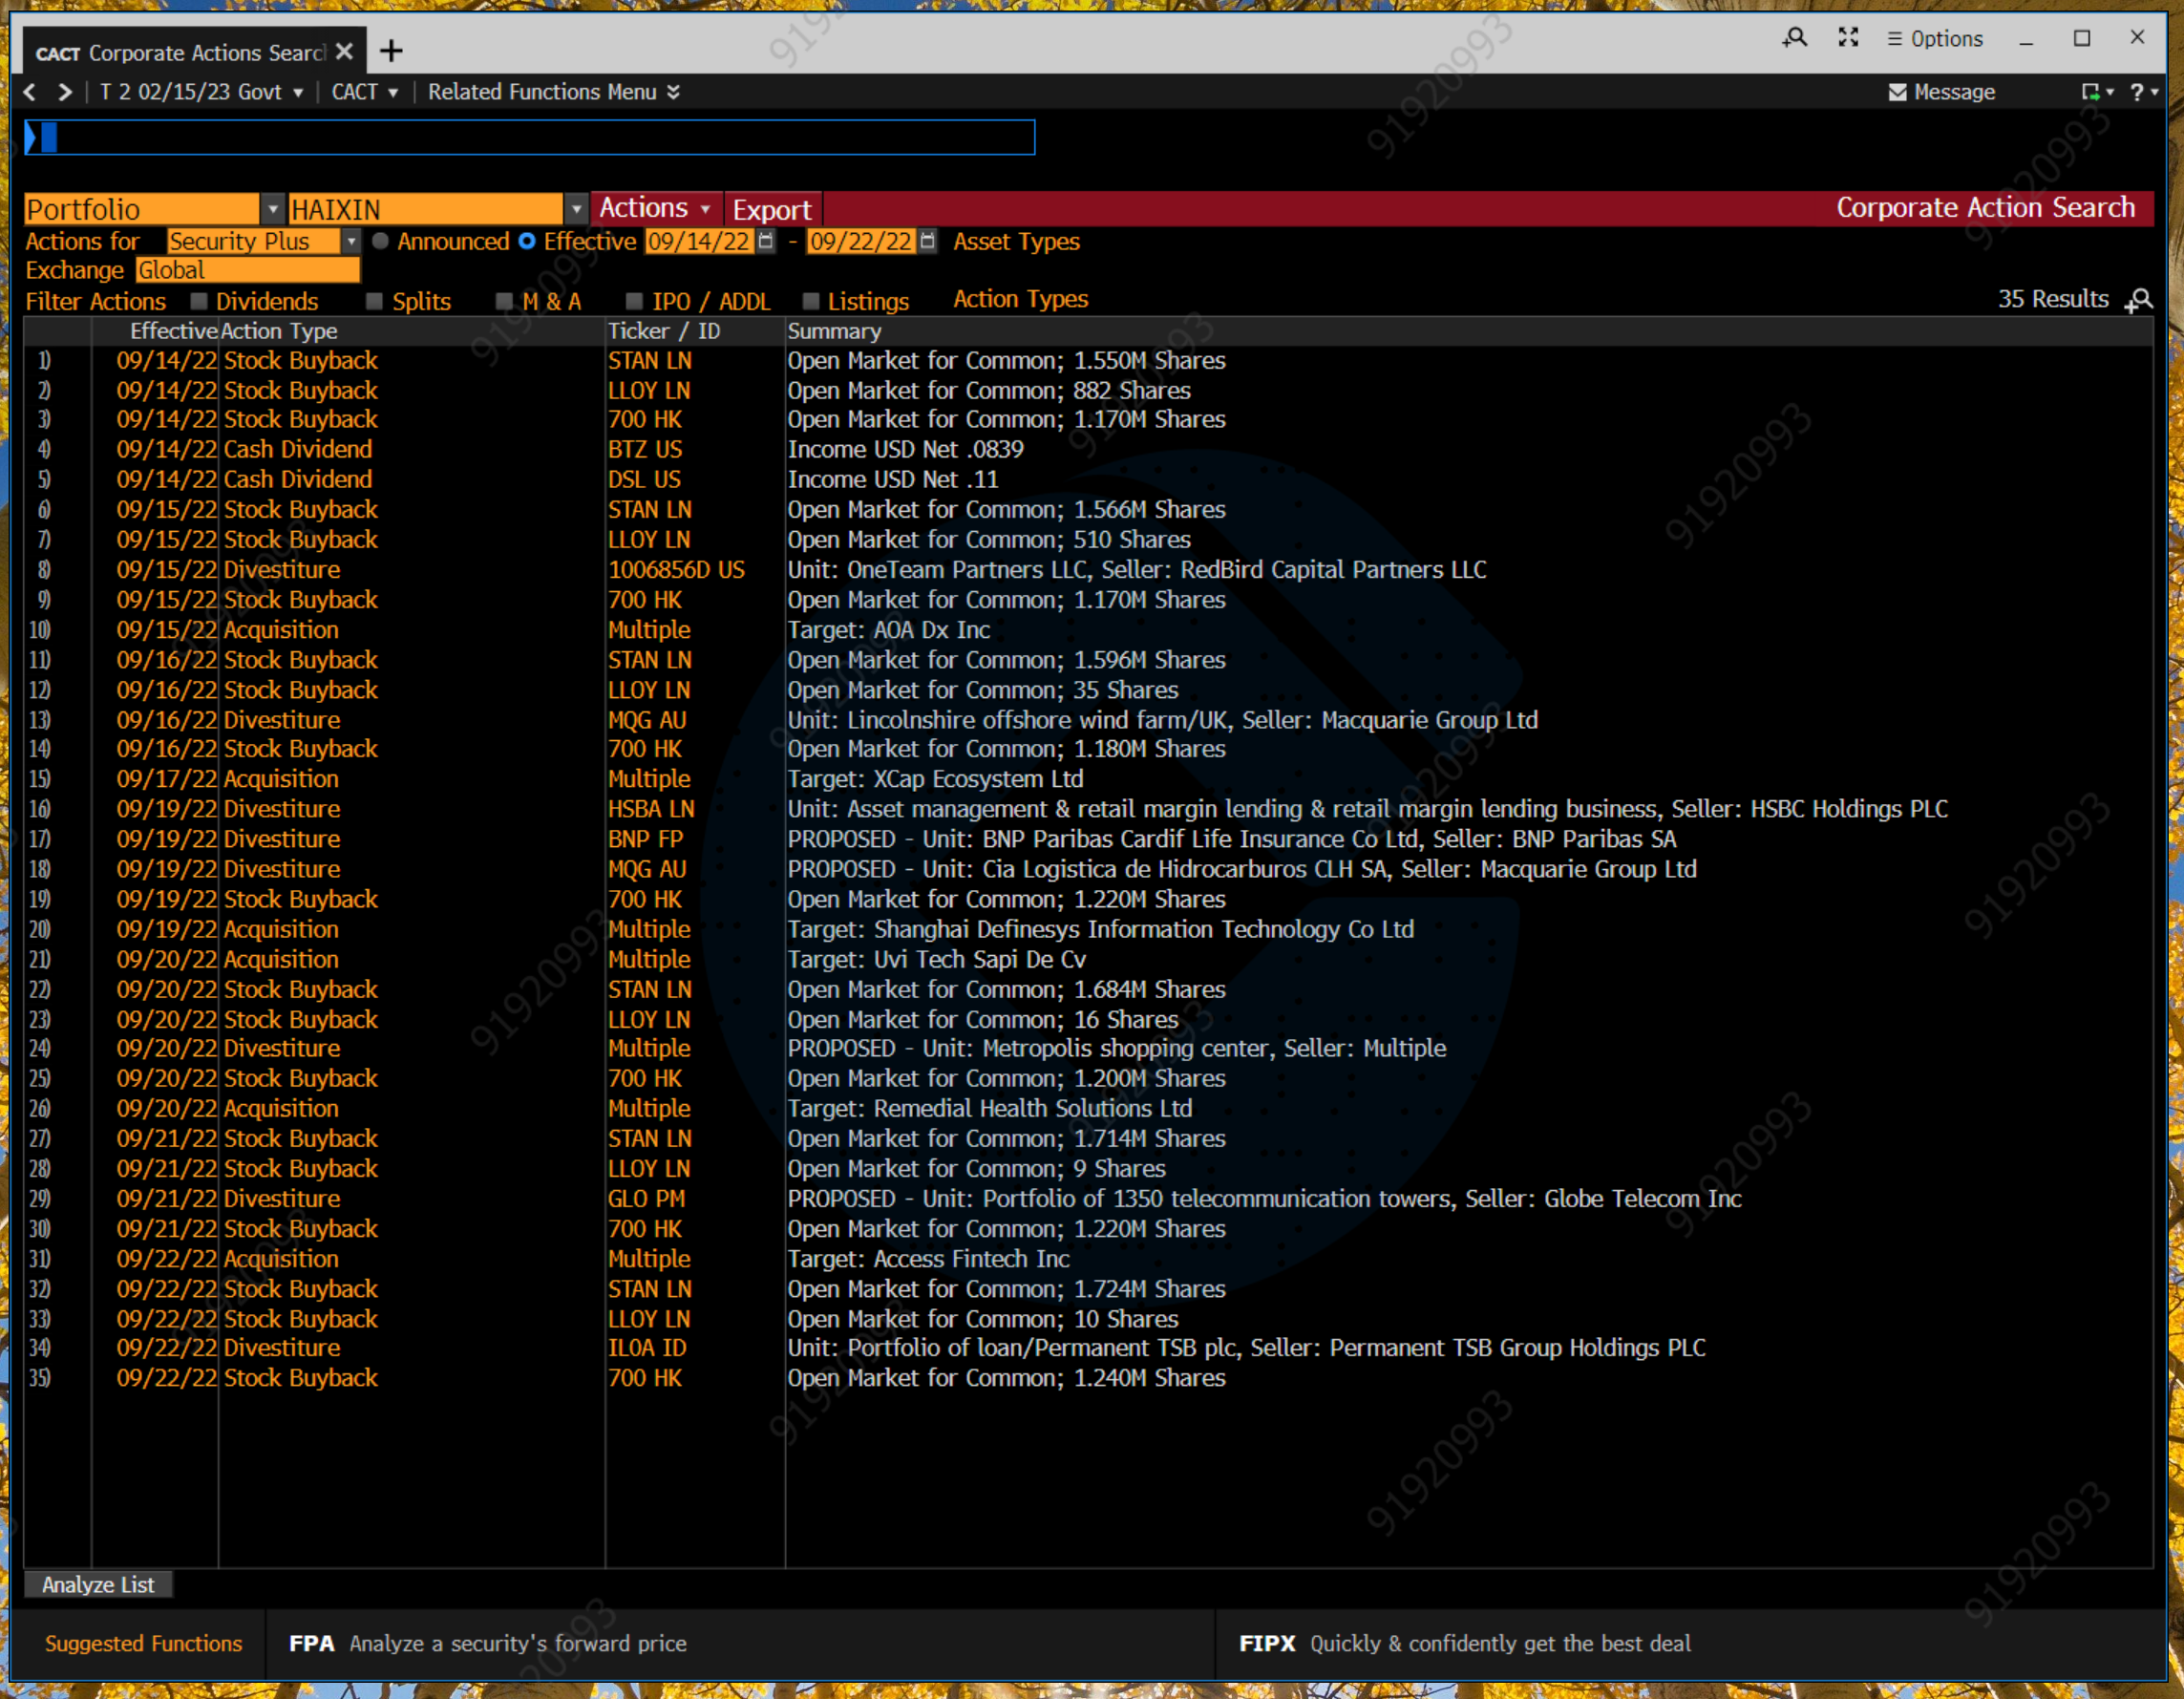 CACT Corporate Actions Searc
Options
T 2 02/15/23 Govt CACT Related Functions Menu Message ?
Portfolio HAIXIN Actions Export Corporate Action Search
Actions for Security Plus Announced Effective 09/14/22 - 09/22/22 Asset Types
Exchange Global
Filter Actions Dividends Splits M & A IPO / ADDL Listings Action Types 35 Results
Effective Action Type Ticker / ID Summary
1) 09/14/22 Stock Buyback STAN LN Open Market for Common; 1.550M Shares
2) 09/14/22 Stock Buyback LLOY LN Open Market for Common; 882 Shares
3) 09/14/22 Stock Buyback 700 HK Open Market for Common; 1.170M Shares
4) 09/14/22 Cash Dividend BTZ US Income USD Net .0839
5) 09/14/22 Cash Dividend DSL US Income USD Net .11
6) 09/15/22 Stock Buyback STAN LN Open Market for Common; 1.566M Shares
7) 09/15/22 Stock Buyback LLOY LN Open Market for Common; 510 Shares
8) 09/15/22 Divestiture 1006856D US Unit: OneTeam Partners LLC, Seller: RedBird Capital Partners LLC
9) 09/15/22 Stock Buyback 700 HK Open Market for Common; 1.170M Shares
10) 09/15/22 Acquisition Multiple Target: AOA Dx Inc
11) 09/16/22 Stock Buyback STAN LN Open Market for Common; 1.596M Shares
12) 09/16/22 Stock Buyback LLOY LN Open Market for Common; 35 Shares
13) 09/16/22 Divestiture MQG AU Unit: Lincolnshire offshore wind farm/UK, Seller: Macquarie Group Ltd
14) 09/16/22 Stock Buyback 700 HK Open Market for Common; 1.180M Shares
15) 09/17/22 Acquisition Multiple Target: XCap Ecosystem Ltd
16) 09/19/22 Divestiture HSBA LN Unit: Asset management & retail margin lending & retail margin lending business, Seller: HSBC Holdings PLC
17) 09/19/22 Divestiture BNP FP PROPOSED - Unit: BNP Paribas Cardif Life Insurance Co Ltd, Seller: BNP Paribas SA
18) 09/19/22 Divestiture MQG AU PROPOSED - Unit: Cia Logistica de Hidrocarburos CLH SA, Seller: Macquarie Group Ltd
19) 09/19/22 Stock Buyback 700 HK Open Market for Common; 1.220M Shares
20) 09/19/22 Acquisition Multiple Target: Shanghai Definesys Information Technology Co Ltd
21) 09/20/22 Acquisition Multiple Target: Uvi Tech Sapi De Cv
22) 09/20/22 Stock Buyback STAN LN Open Market for Common; 1.684M Shares
23) 09/20/22 Stock Buyback LLOY LN Open Market for Common; 16 Shares
24) 09/20/22 Divestiture Multiple PROPOSED - Unit: Metropolis shopping center, Seller: Multiple
25) 09/20/22 Stock Buyback 700 HK Open Market for Common; 1.200M Shares
26) 09/20/22 Acquisition Multiple Target: Remedial Health Solutions Ltd
27) 09/21/22 Stock Buyback STAN LN Open Market for Common; 1.714M Shares
28) 09/21/22 Stock Buyback LLOY LN Open Market for Common; 9 Shares
29) 09/21/22 Divestiture GLO PM PROPOSED - Unit: Portfolio of 1350 telecommunication towers, Seller: Globe Telecom Inc
30) 09/21/22 Stock Buyback 700 HK Open Market for Common; 1.220M Shares
31) 09/22/22 Acquisition Multiple Target: Access Fintech Inc
32) 09/22/22 Stock Buyback STAN LN Open Market for Common; 1.724M Shares
33) 09/22/22 Stock Buyback LLOY LN Open Market for Common; 10 Shares
34) 09/22/22 Divestiture IL0A ID Unit: Portfolio of loan/Permanent TSB plc, Seller: Permanent TSB Group Holdings PLC
35) 09/22/22 Stock Buyback 700 HK Open Market for Common; 1.240M Shares
Analyze List
Suggested Functions FPA Analyze a security's forward price FIPX Quickly & confidently get the best deal
91920993